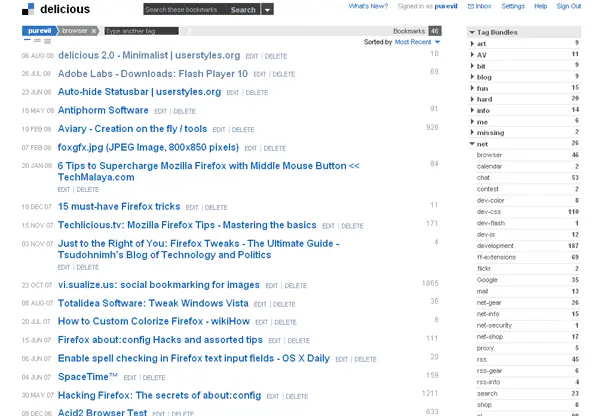 delicious
Search these bookmarks Search
What's New? Signed in as purevil Inbox Settings Help Sign Out
purevil browser Type another tag Bookmarks 46
Sorted by Most Recent
06 AUG 08 delicious 2.0 - Minimalist | userstyles.org EDIT | DELETE 10
26 JUL 08 Adobe Labs - Downloads: Flash Player 10 EDIT | DELETE 69
23 JUN 08 Auto-hide Statusbar | userstyles.org EDIT | DELETE
15 MAY 08 Antiphorm Software EDIT | DELETE 91
19 FEB 08 Aviary - Creation on the fly / tools EDIT | DELETE 926
07 FEB 08 foxgfx.jpg (JPEG Image, 800x850 pixels) EDIT | DELETE
20 JAN 08 6 Tips to Supercharge Mozilla Firefox with Middle Mouse Button << 84
TechMalaya.com
EDIT | DELETE
18 DEC 07 15 must-have Firefox tricks EDIT | DELETE 11
15 NOV 07 Techlicious.tv: Mozilla Firefox Tips - Mastering the basics EDIT | DELETE 171
03 NOV 07 Just to the Right of You: Firefox Tweaks - The Ultimate Guide - 4
Tsudohnimh's Blog of Technology and Politics
EDIT | DELETE
23 OCT 07 vi.sualize.us: social bookmarking for images EDIT | DELETE 1865
08 AUG 07 Totalidea Software: Tweak Windows Vista EDIT | DELETE 36
20 JUL 07 How to Custom Colorize Firefox - wikiHow EDIT | DELETE 8
15 JUN 07 Firefox about:config Hacks and assorted tips EDIT | DELETE 111
06 JUN 07 Enable spell checking in Firefox text input fields - OS X Daily EDIT | DELETE 20
04 JUN 07 SpaceTime™ EDIT | DELETE 159
30 MAY 07 Hacking Firefox: The secrets of about:config EDIT | DELETE 1211
09 DEC 06 Acid2 Browser Test EDIT | DELETE 633
Tag Bundles
art 9
AV 11
bit 9
blog 9
fun 15
hard 20
info 14
me 6
missing 2
net 26
browser 46
calendar 2
chat 53
contest 2
dev-color 8
dev-css 110
dev-flash 1
dev-js 12
development 187
ff-extensions 69
flickr 2
Google 35
mail 13
net-gear 26
net-info 15
net-security 1
net-shop 17
proxy 5
rss 45
rss-gear 6
rss-info 4
search 23
shop 8